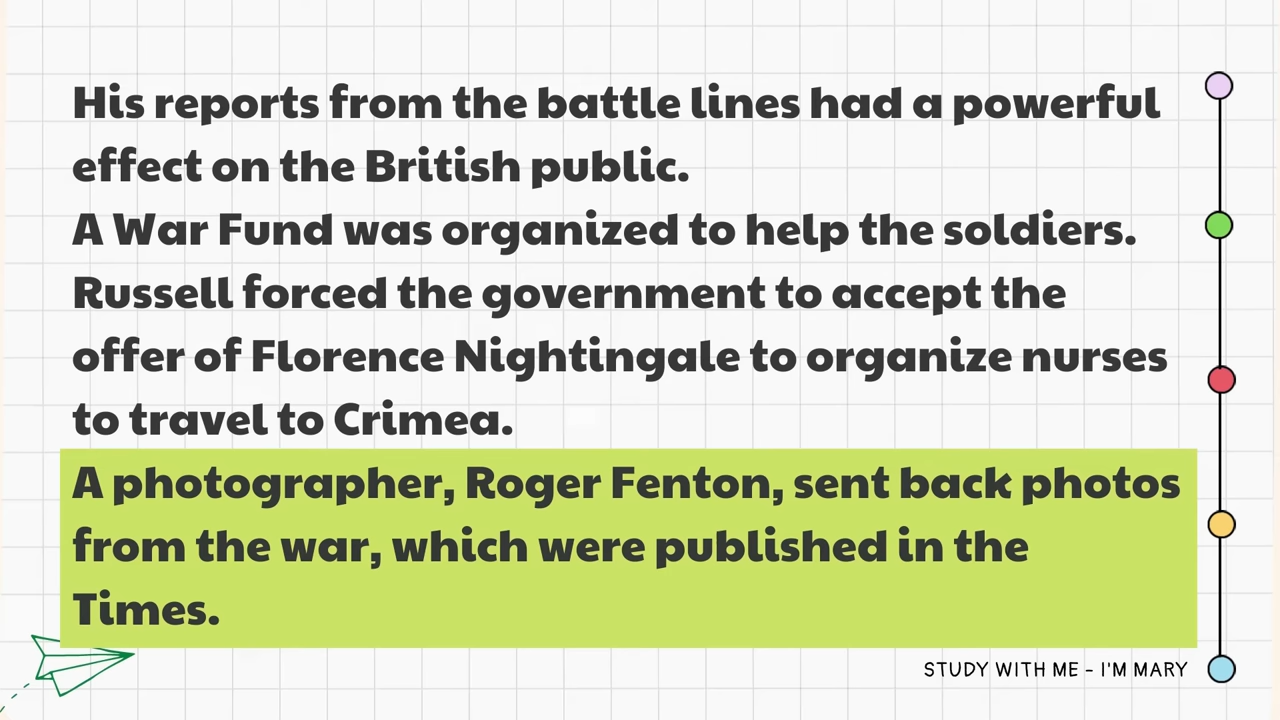 His reports from the battle lines had a powerful
effect on the British public.
A War Fund was organized to help the soldiers.
Russell forced the government to accept the
offer of Florence Nightingale to organize nurses
to travel to Crimea.
A photographer, Roger Fenton, sent back photos
from the war, which were published in the
Times.
STUDY WITH ME - I'M MARY